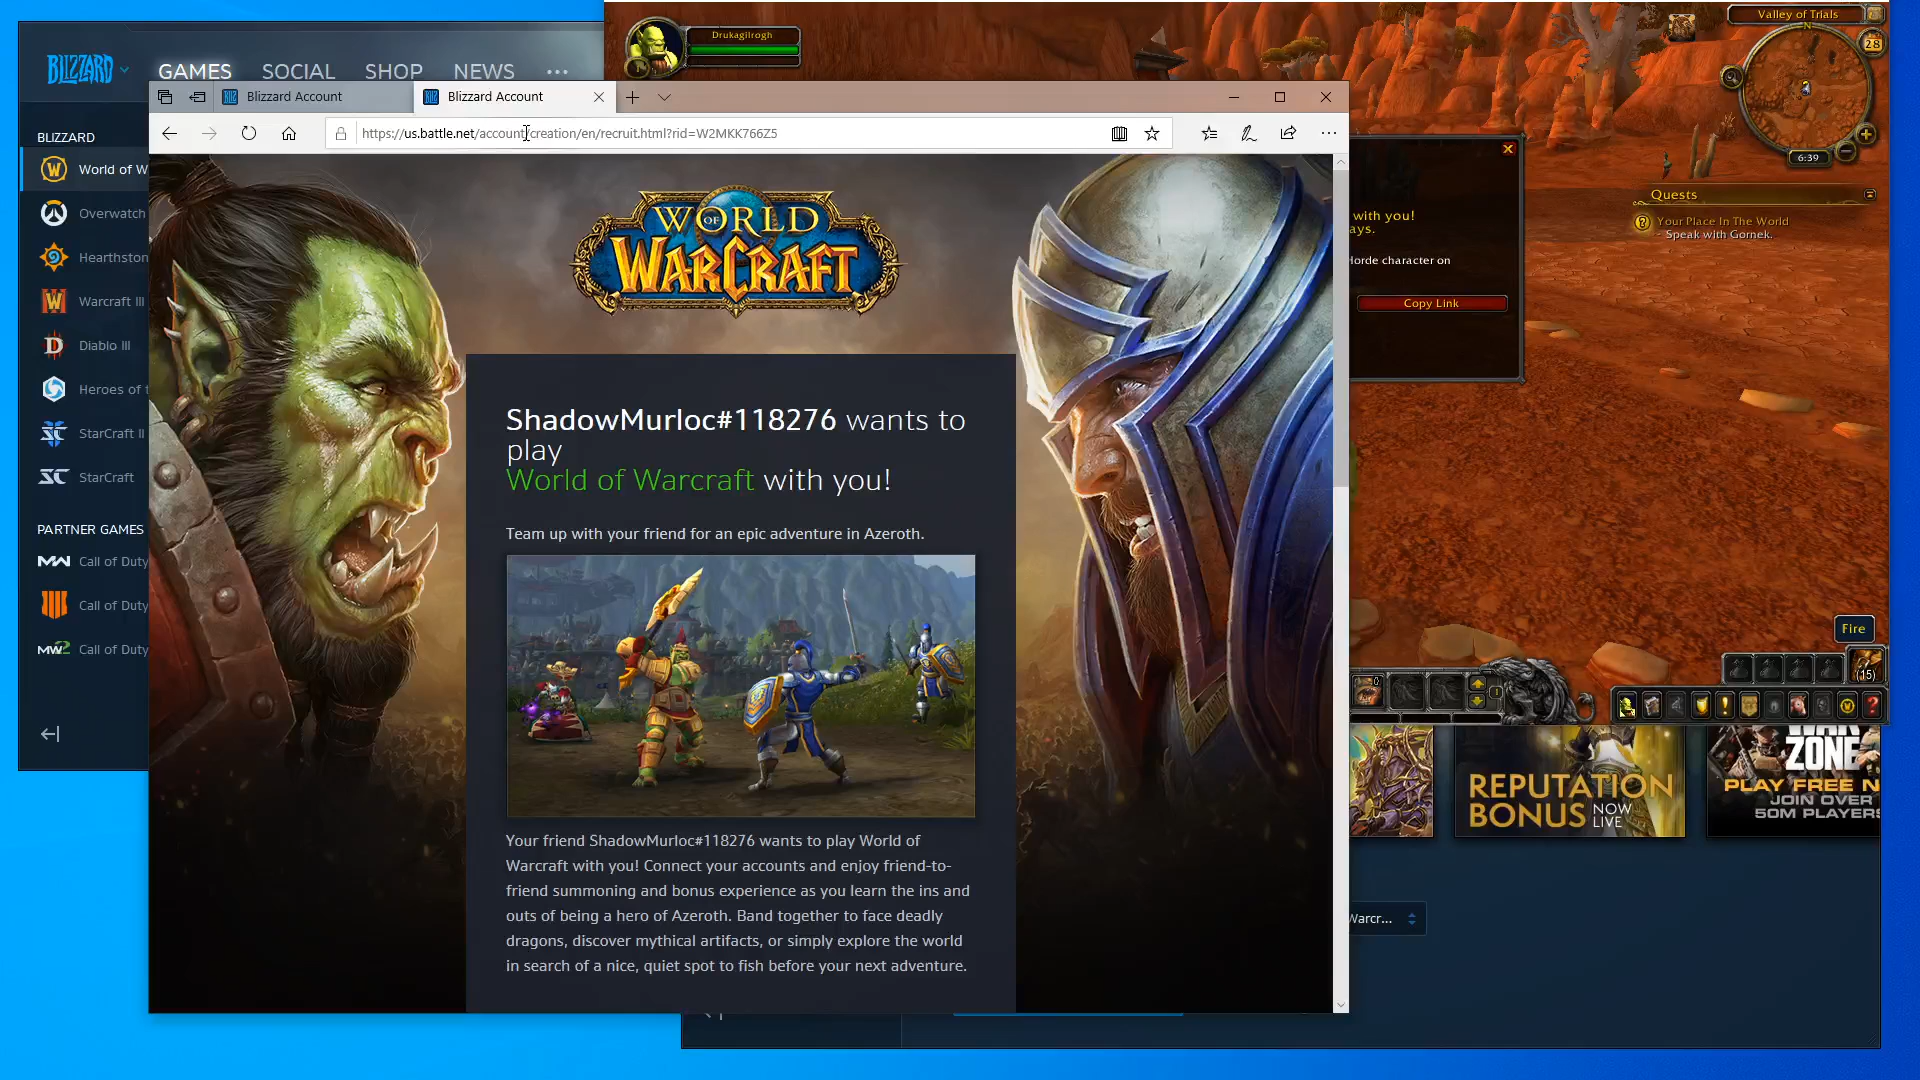 BLIZZARD
GAMES
SOCIAL
SHOP
NEWS
Drukagilrogh
Valley of Trials
28
Blizzard Account
Blizzard Account
https://us.battle.net/account/creation/en/recruit.html?rid=W2MKK766Z5
BLIZZARD
World of W
Overwatch
Hearthston
Warcraft III
Diablo III
Heroes of t
StarCraft II
StarCraft
PARTNER GAMES
Call of Duty
Call of Duty
Call of Duty
WORLD
OF
WARCRAFT
ShadowMurloc#118276 wants to
play
World of Warcraft with you!
Team up with your friend for an epic adventure in Azeroth.
Your friend ShadowMurloc#118276 wants to play World of
Warcraft with you! Connect your accounts and enjoy friend-to-
friend summoning and bonus experience as you learn the ins and
outs of being a hero of Azeroth. Band together to face deadly
dragons, discover mythical artifacts, or simply explore the world
in search of a nice, quiet spot to fish before your next adventure.
6:39
Quests
Your Place In The World
- Speak with Gornek.
with you!
ays.
Horde character on
Copy Link
Fire
(15)
REPUTATION
BONUS NOW
LIVE
WAR
ZONE
PLAY FREE N
JOIN OVER
50M PLAYERS
Warcr...